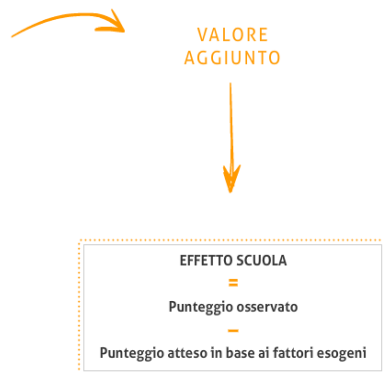 VALORE
AGGIUNTO
EFFETTO SCUOLA
=
Punteggio osservato
–
Punteggio atteso in base ai fattori esogeni